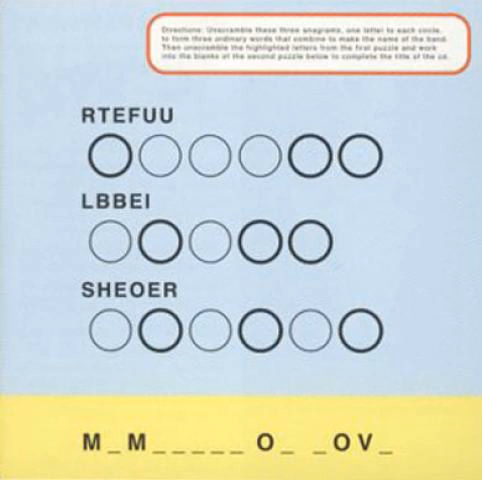 Directions: Unscramble these three anagrams, one letter to each circle,
to form three ordinary words that combine to make the name of the band.
Then unscramble the highlighted letters from the first puzzle and work
into the blanks of the second puzzle below to complete the title of the cd.
RTEFUU
LBBEI
SHEOER
M_M_____ O_ _OV_